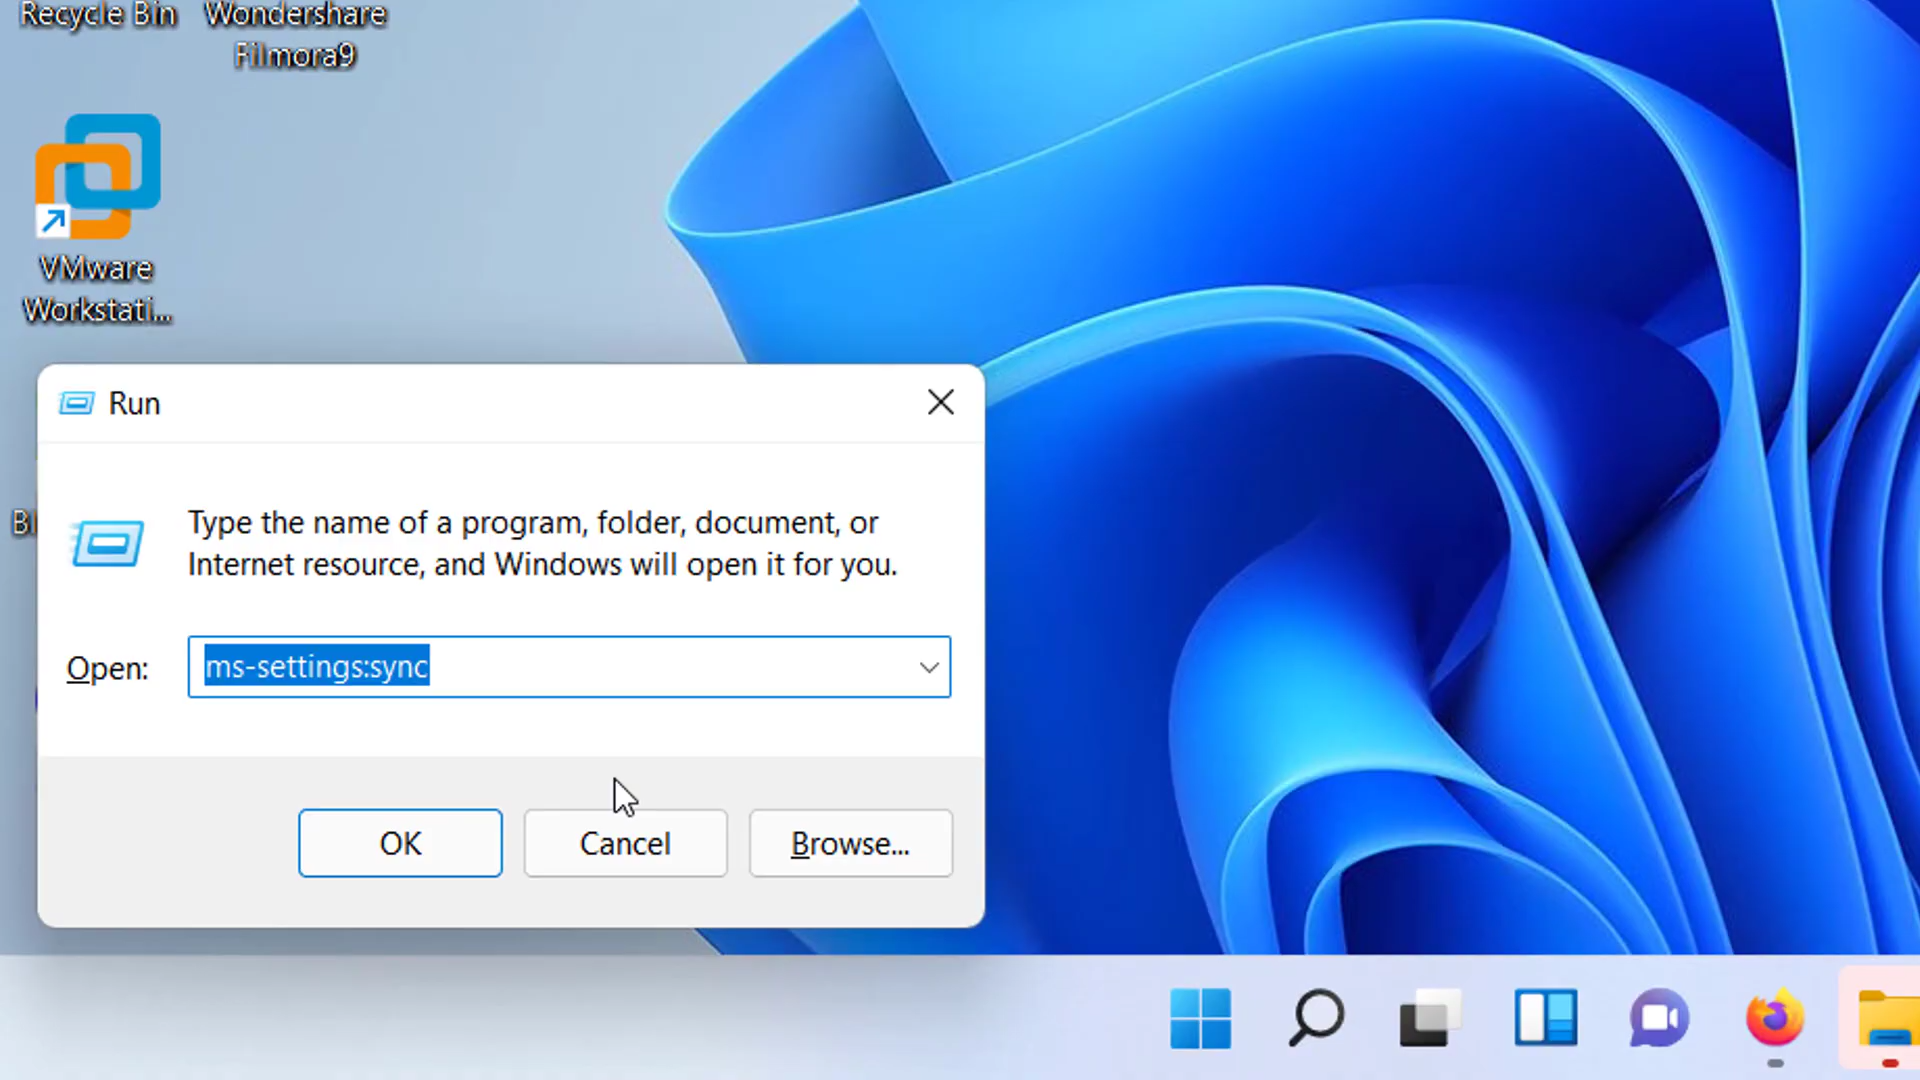 Recycle Bin
Wondershare
Filmora9
VMware
Workstati...
Run
Type the name of a program, folder, document, or
Internet resource, and Windows will open it for you.
Bl
Open:
ms-settings:sync
OK
Cancel
Browse...